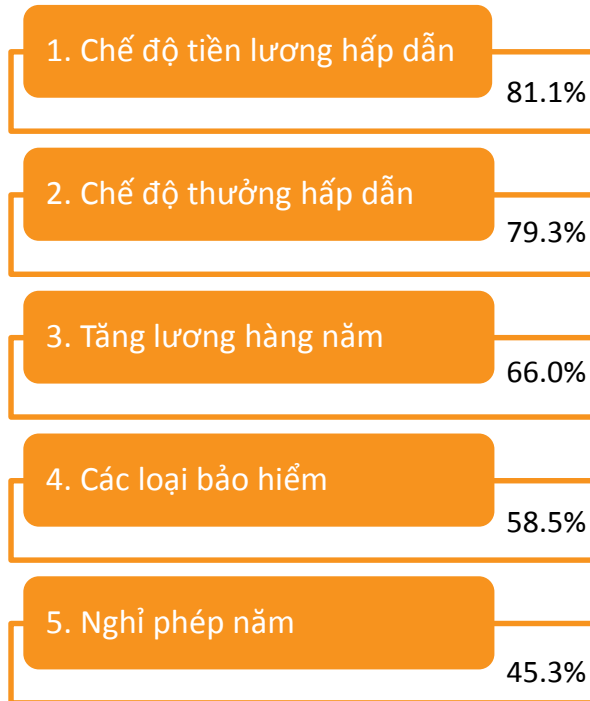 1. Chế độ tiền lương hấp dẫn
81.1%
2. Chế độ thưởng hấp dẫn
79.3%
3. Tăng lương hàng năm
66.0%
4. Các loại bảo hiểm
58.5%
5. Nghỉ phép năm
45.3%